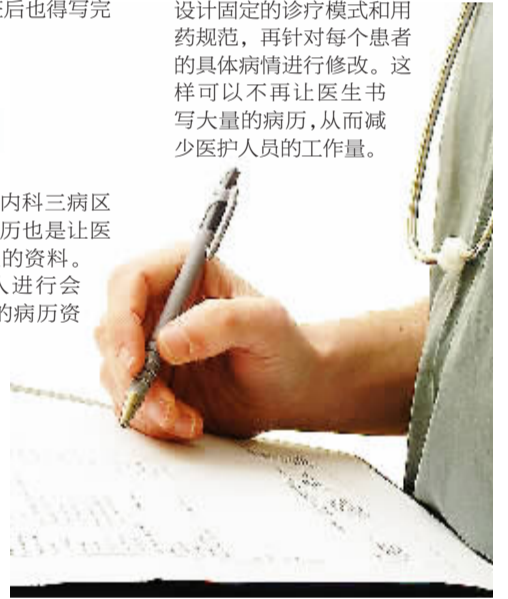 后也得写完
内科三病区
历也是让医
的资料。
人进行会
的病历资
设计固定的诊疗模式和用
药规范，再针对每个患者
的具体病情进行修改。这
样可以不再让医生书
写大量的病历，从而减
少医护人员的工作量。